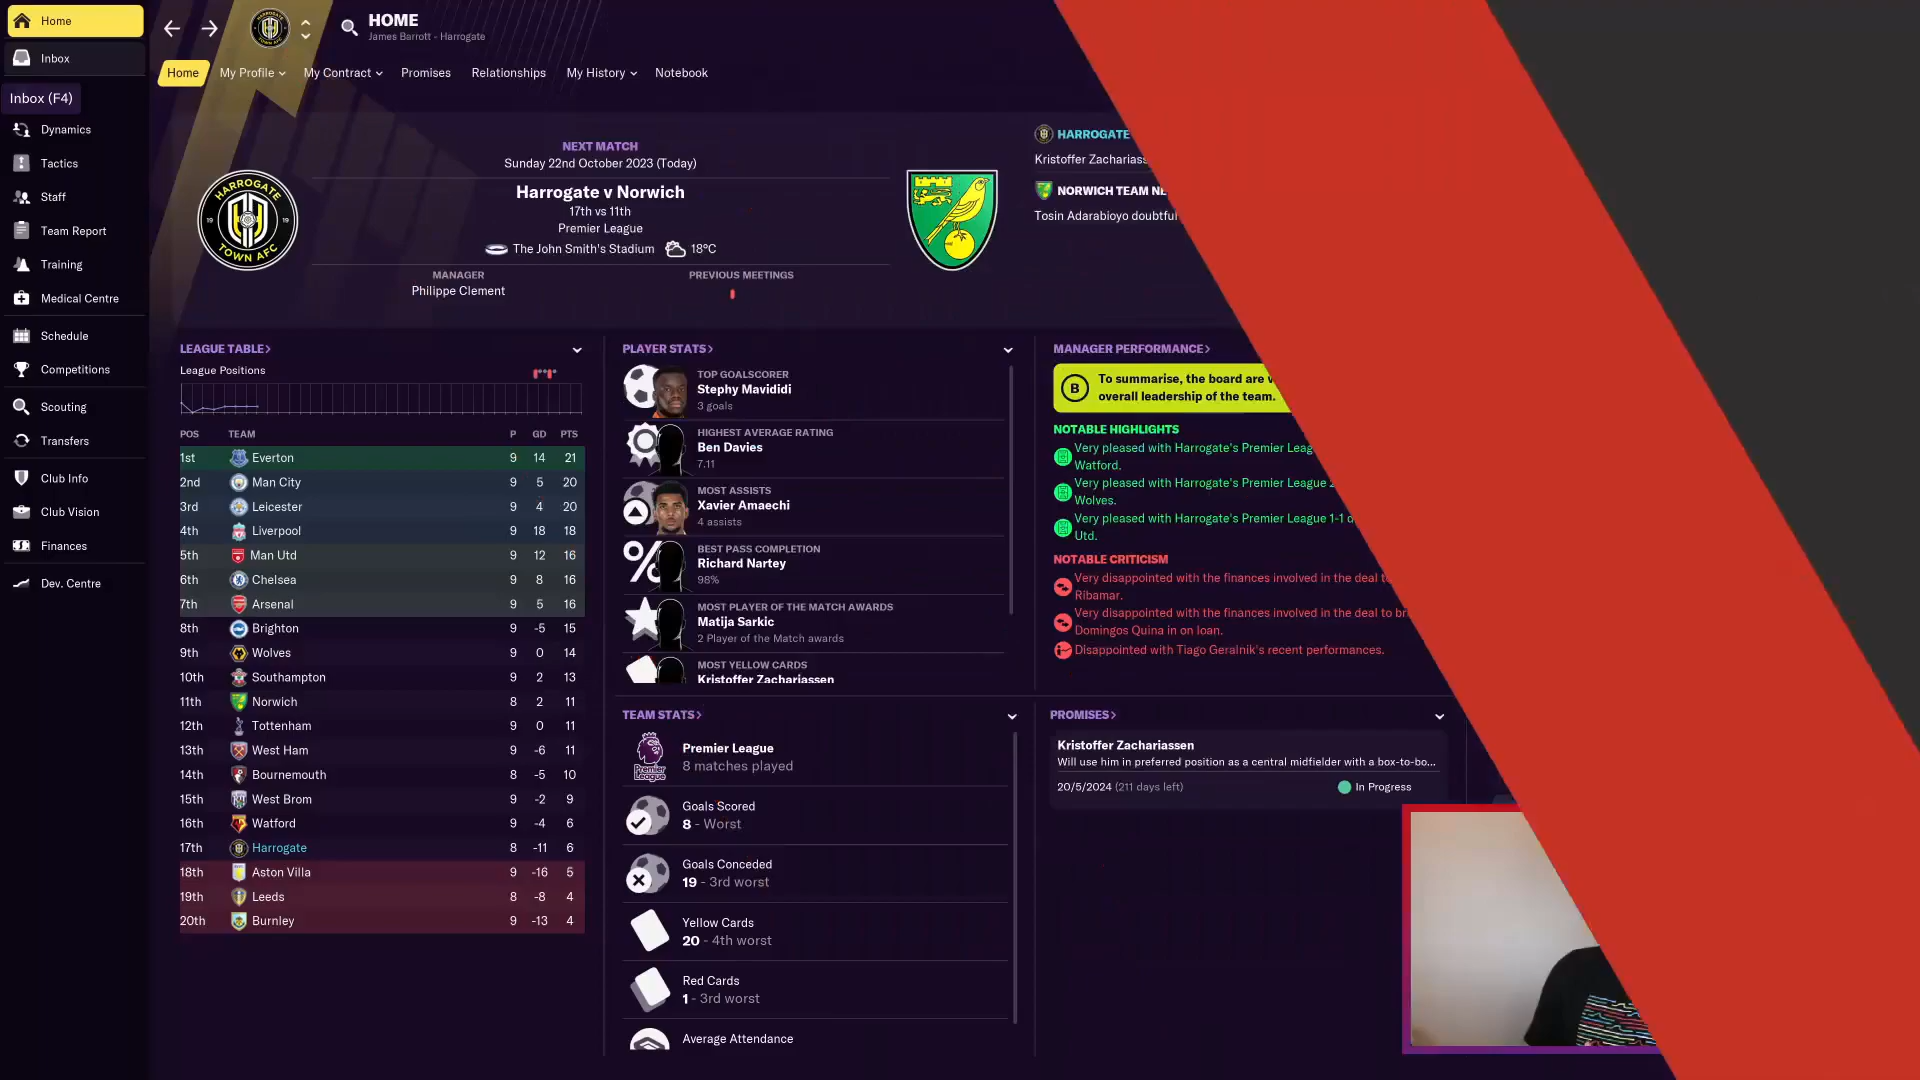 Home
Inbox
Inbox (F4)
Dynamics
Tactics
Staff
Team Report
Training
Medical Centre
Schedule
Competitions
Scouting
Transfers
Club Info
Club Vision
Finances
Dev. Centre
HOME
James Barrott - Harrogate
Home My Profile My Contract Promises Relationships My History Notebook
HARROGATE
19 19
TOWN AFC
NEXT MATCH
Sunday 22nd October 2023 (Today)
Harrogate v Norwich
17th vs 11th
Premier League
The John Smith's Stadium 18°C
MANAGER
Philippe Clement
PREVIOUS MEETINGS
HARROGATE
Kristoffer Zachariass
NORWICH TEAM NE
Tosin Adarabioyo doubtful
LEAGUE TABLE>
League Positions
POS TEAM P GD PTS
1st Everton 9 14 21
2nd Man City 9 5 20
3rd Leicester 9 4 20
4th Liverpool 9 18 18
5th Man Utd 9 12 16
6th Chelsea 9 8 16
7th Arsenal 9 5 16
8th Brighton 9 -5 15
9th Wolves 9 0 14
10th Southampton 9 2 13
11th Norwich 8 2 11
12th Tottenham 9 0 11
13th West Ham 9 -6 11
14th Bournemouth 8 -5 10
15th West Brom 9 -2 9
16th Watford 9 -4 6
17th Harrogate 8 -11 6
18th Aston Villa 9 -16 5
19th Leeds 8 -8 4
20th Burnley 9 -13 4
PLAYER STATS>
TOP GOALSCORER
Stephy Mavididi
3 goals
HIGHEST AVERAGE RATING
Ben Davies
7.11
MOST ASSISTS
Xavier Amaechi
4 assists
BEST PASS COMPLETION
Richard Nartey
98%
MOST PLAYER OF THE MATCH AWARDS
Matija Sarkic
2 Player of the Match awards
MOST YELLOW CARDS
Kristoffer Zachariassen
TEAM STATS>
Premier League
8 matches played
Premier League
Goals Scored
8 - Worst
Goals Conceded
19 - 3rd worst
Yellow Cards
20 - 4th worst
Red Cards
1 - 3rd worst
Average Attendance
MANAGER PERFORMANCE>
B
To summarise, the board are v
overall leadership of the team.
NOTABLE HIGHLIGHTS
Very pleased with Harrogate's Premier Leag
Watford.
Very pleased with Harrogate's Premier League 2
Wolves.
Very pleased with Harrogate's Premier League 1-1 d
Utd.
NOTABLE CRITICISM
Very disappointed with the finances involved in the deal to
Ribamar.
Very disappointed with the finances involved in the deal to bri
Domingos Quina in on loan.
Disappointed with Tiago Geralnik's recent performances.
PROMISES>
Kristoffer Zachariassen
Will use him in preferred position as a central midfielder with a box-to-bo...
20/5/2024 (211 days left) In Progress